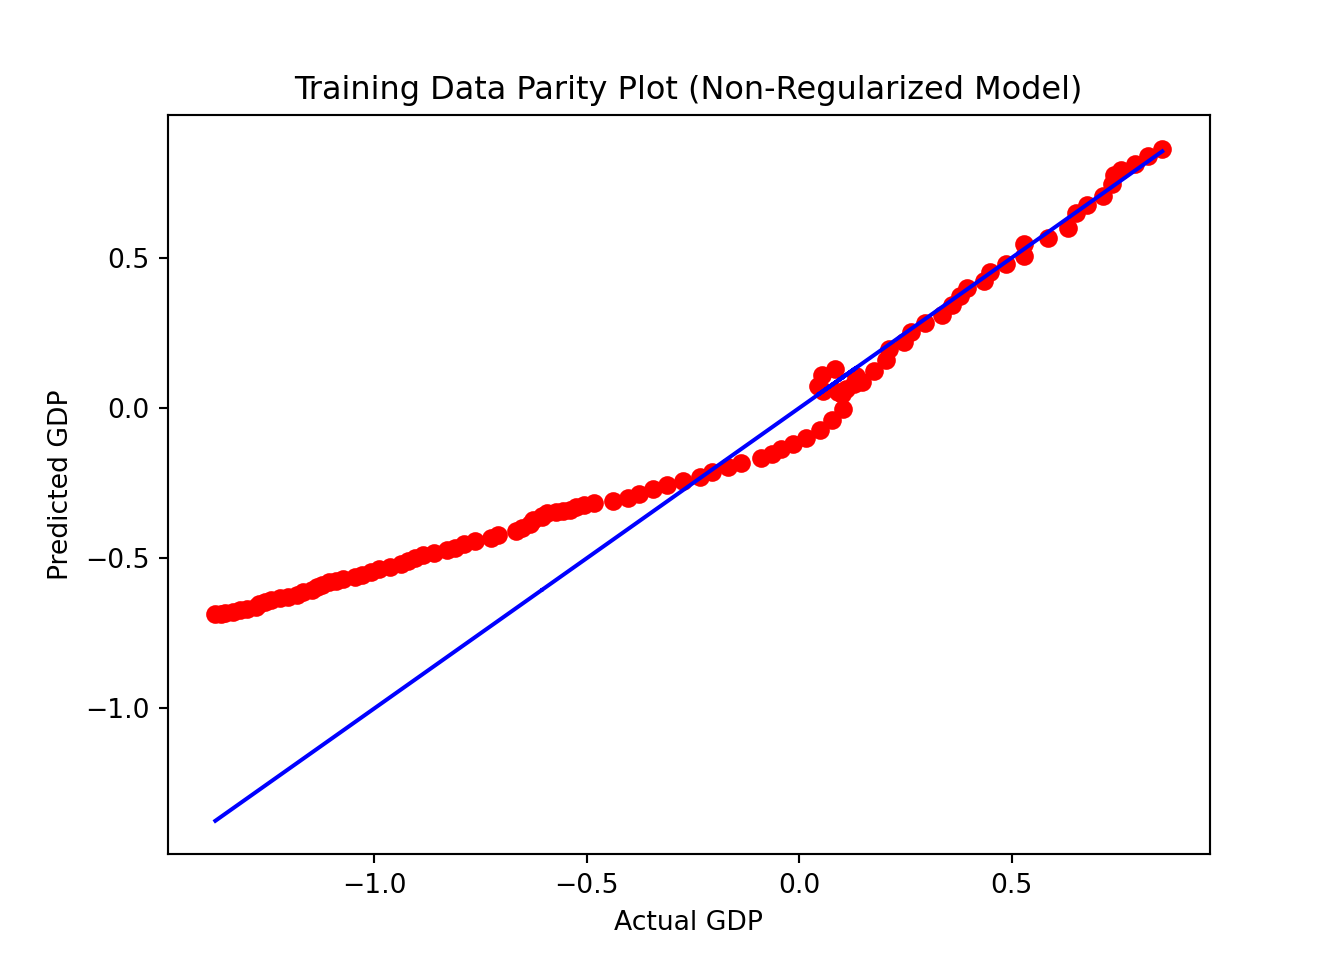 Training Data Parity Plot (Non-Regularized Model)
0.5
0.0
−0.5
−1.0
Predicted GDP
−1.0 −0.5 0.0 0.5
Actual GDP